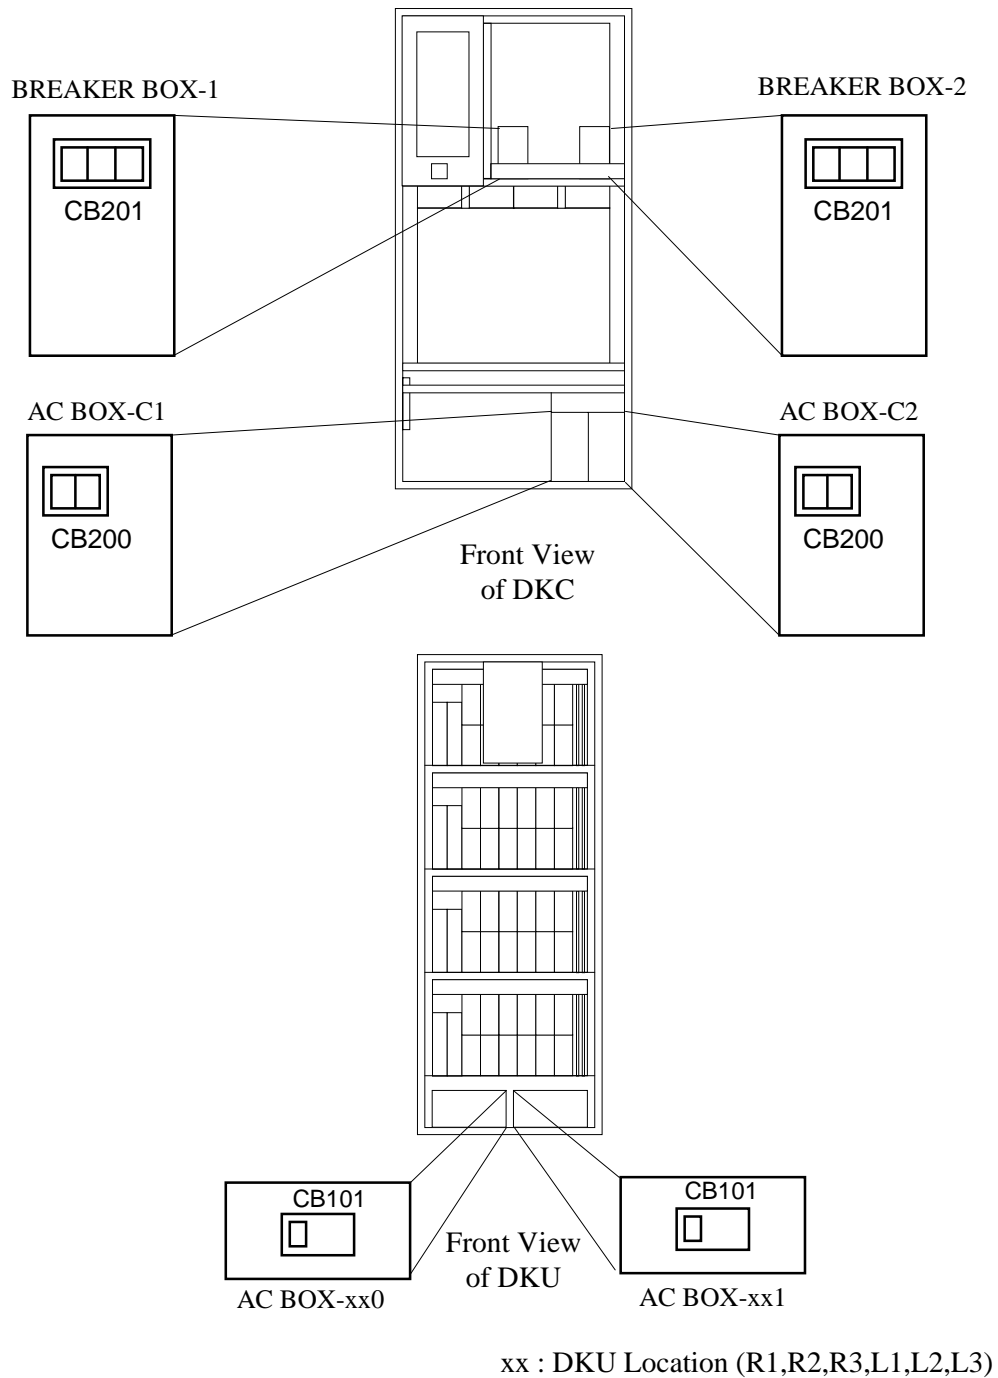 BREAKER BOX-1
BREAKER BOX-2
CB201
CB201
AC BOX-C1
AC BOX-C2
CB200
CB200
Front View
of DKC
CB101
CB101
Front View
of DKU
AC BOX-xx0
AC BOX-xx1
xx : DKU Location (R1,R2,R3,L1,L2,L3)